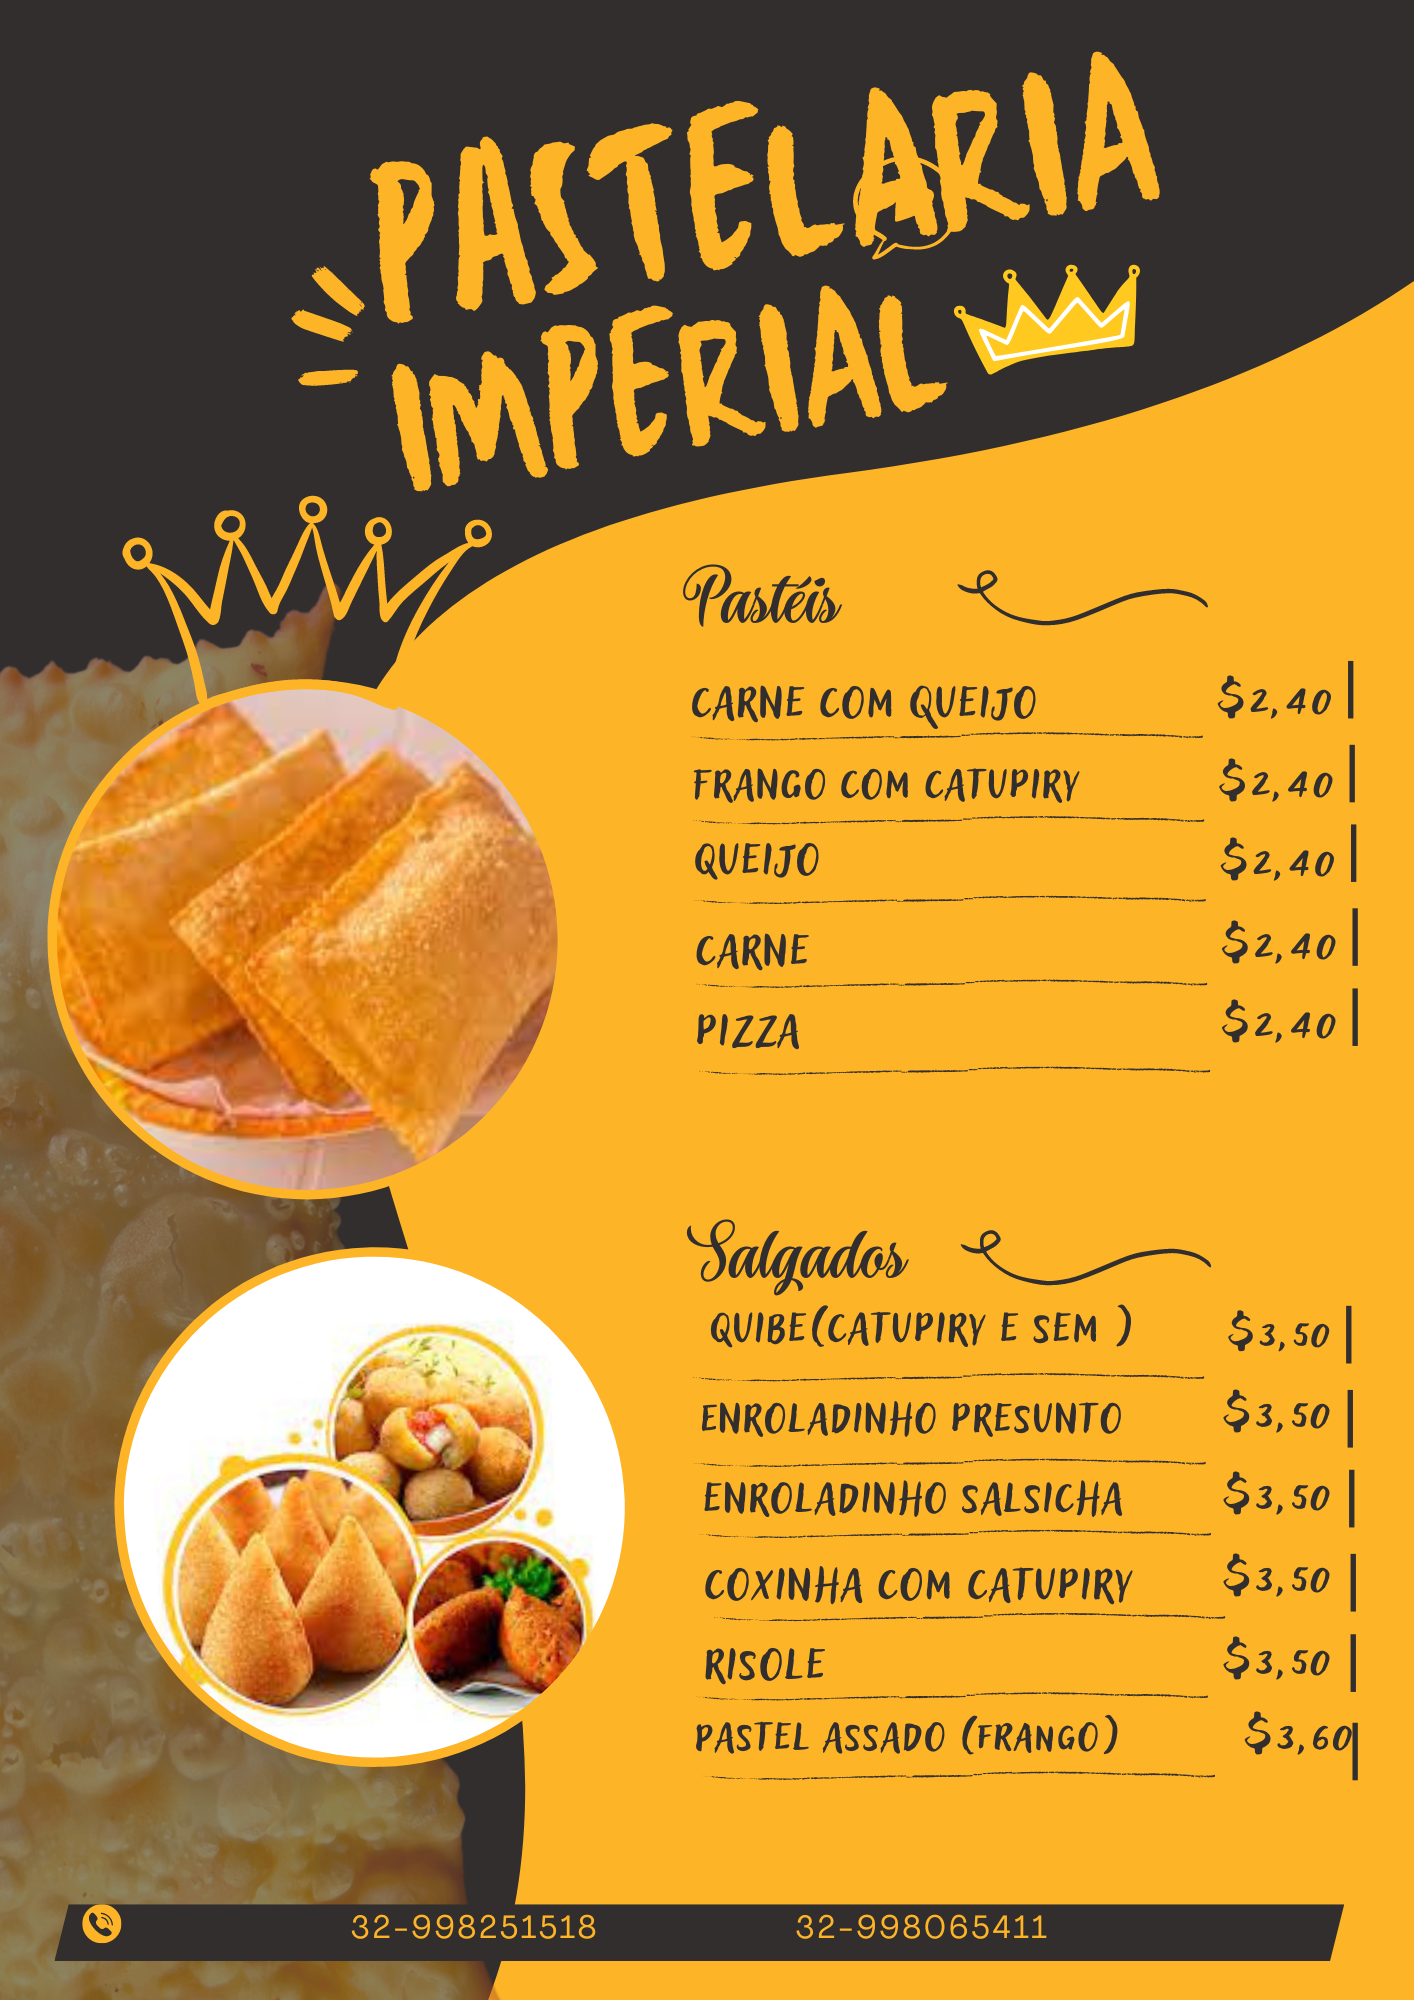 PASTELARIA
IMPERIAL
Pastéis
CARNE COM QUEIJO $2,40
FRANGO COM CATUPIRY $2,40
QUEIJO $2,40
CARNE $2,40
PIZZA $2,40
Salgados
QUIBE(CATUPIRY E SEM ) $3,50
ENROLADINHO PRESUNTO $3,50
ENROLADINHO SALSICHA $3,50
COXINHA COM CATUPIRY $3,50
RISOLE $3,50
PASTEL ASSADO (FRANGO) $3,60
32-998251518 32-998065411